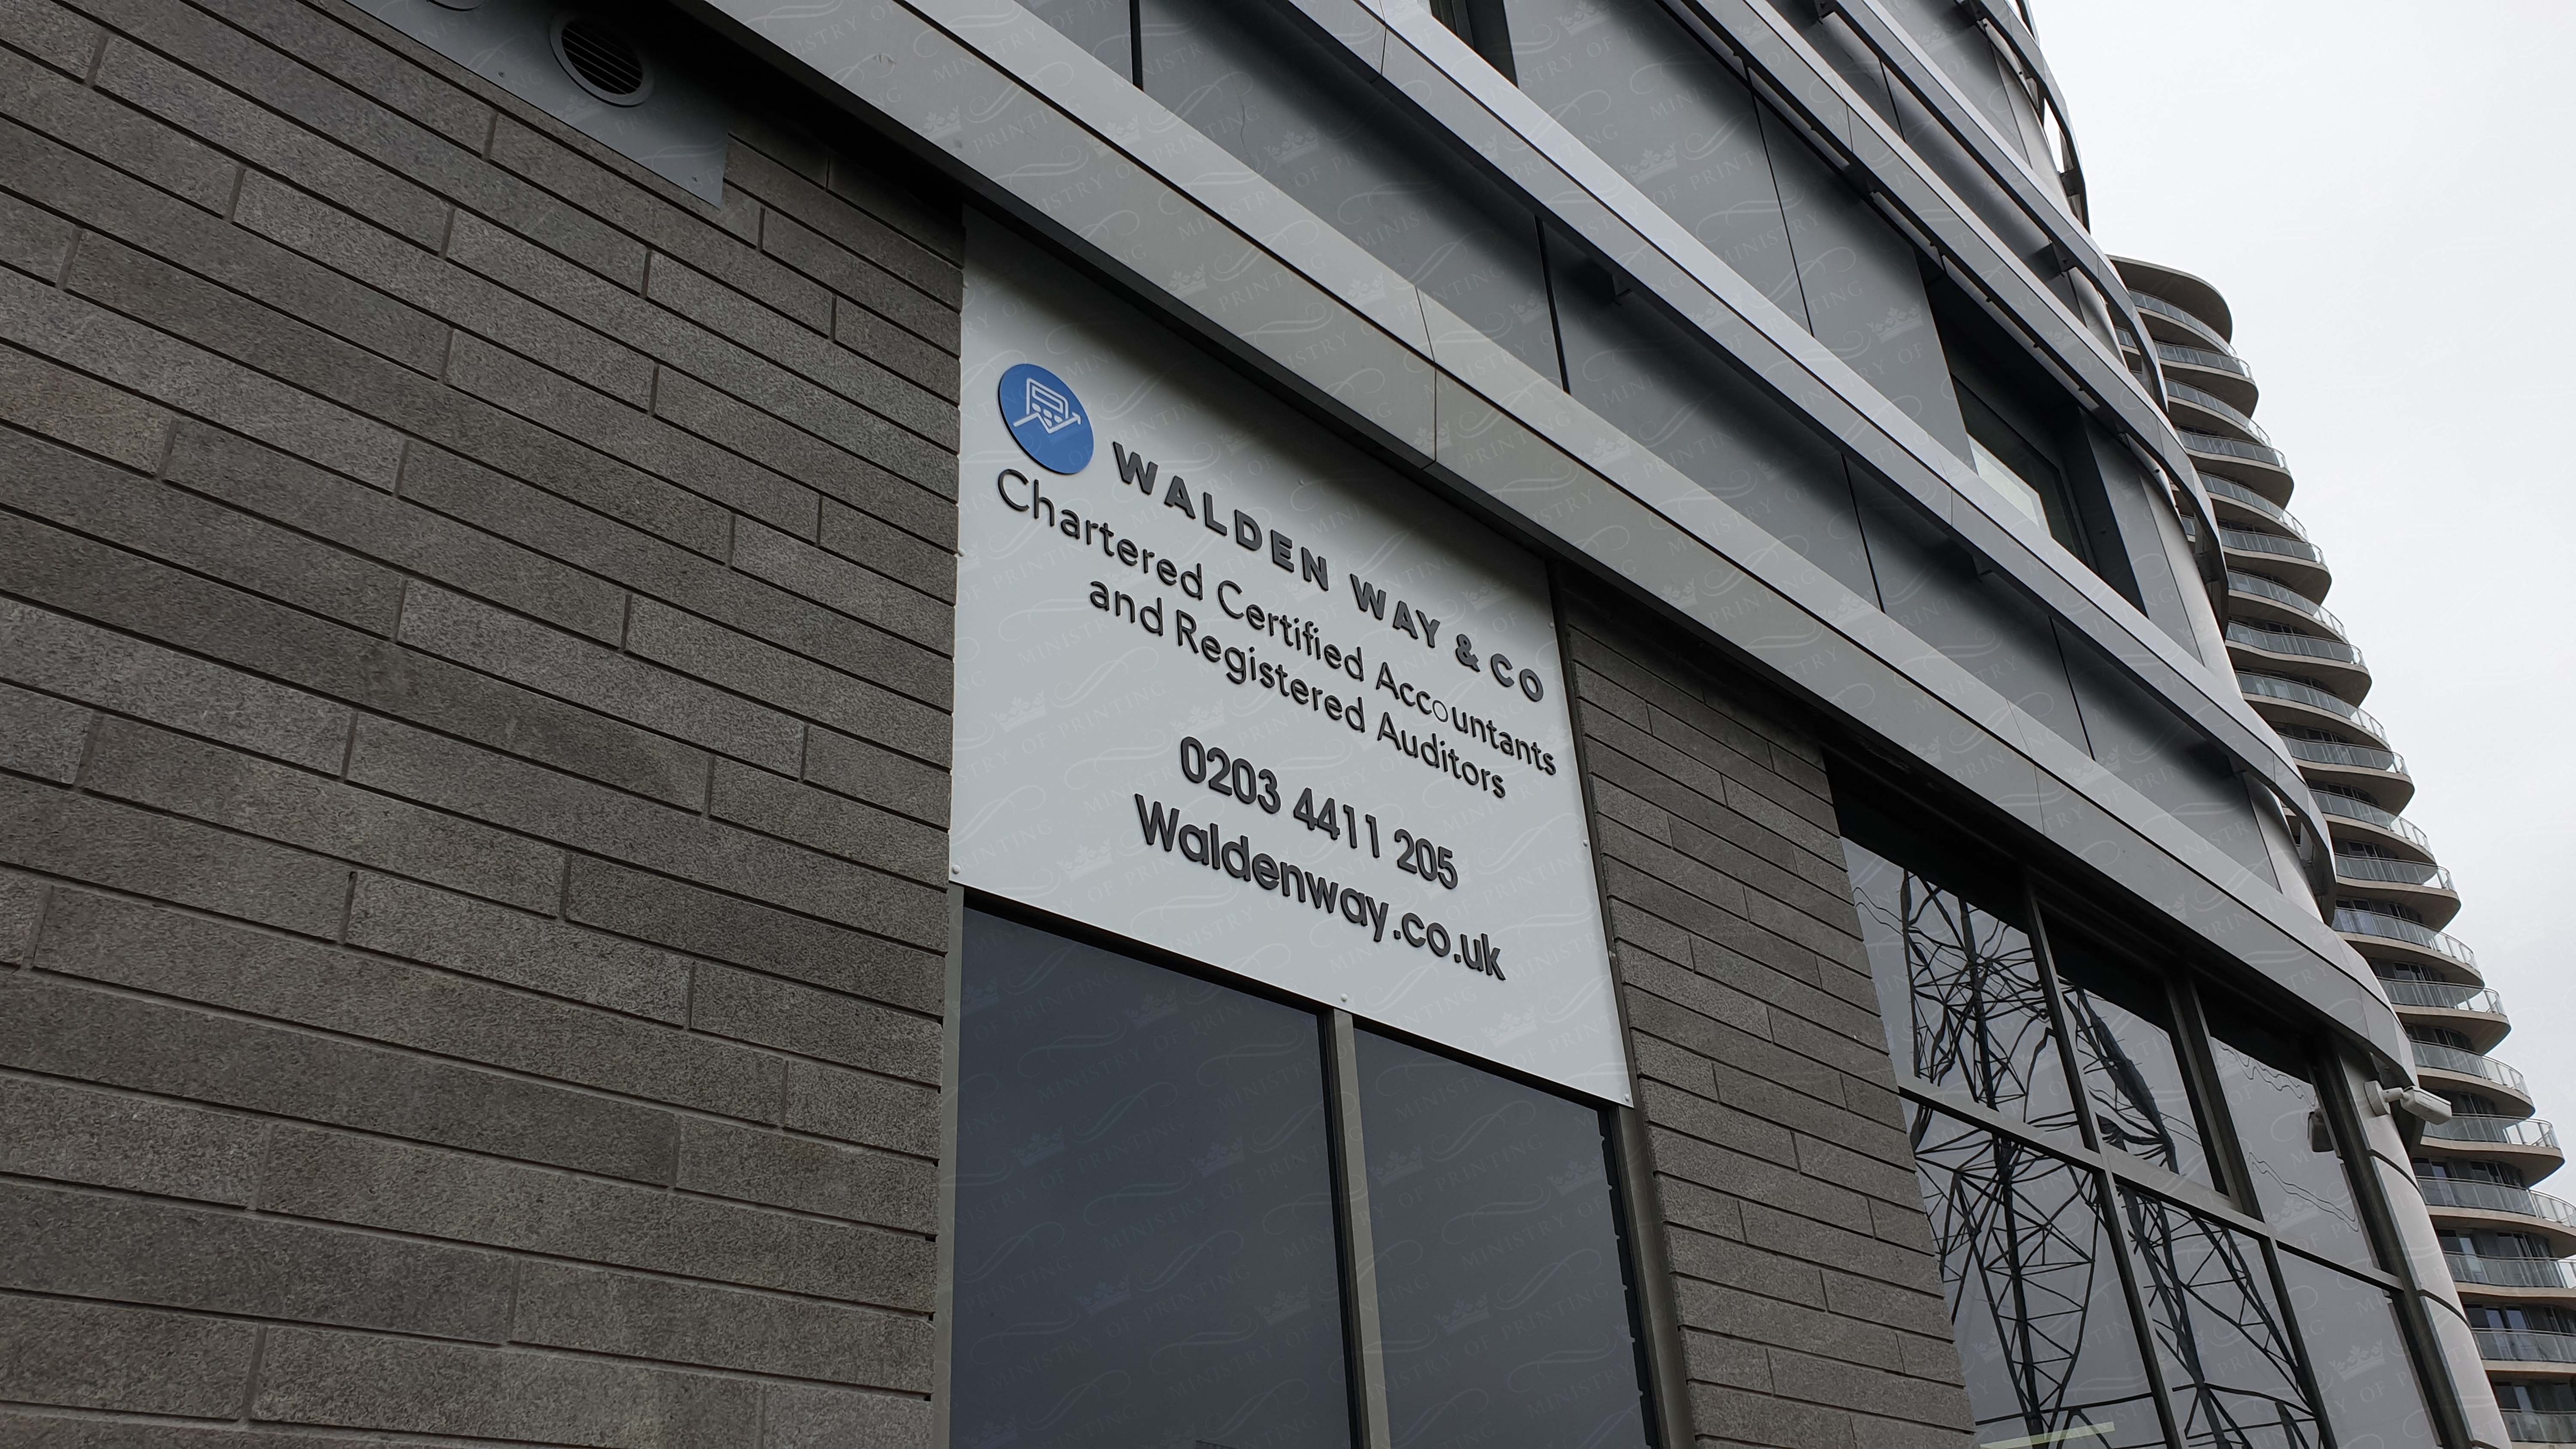 WALDEN WAY & CO
Chartered Certified Accountants
and Registered Auditors
0203 4411 205
Waldenway.co.uk
MINISTRY OF PRINTING